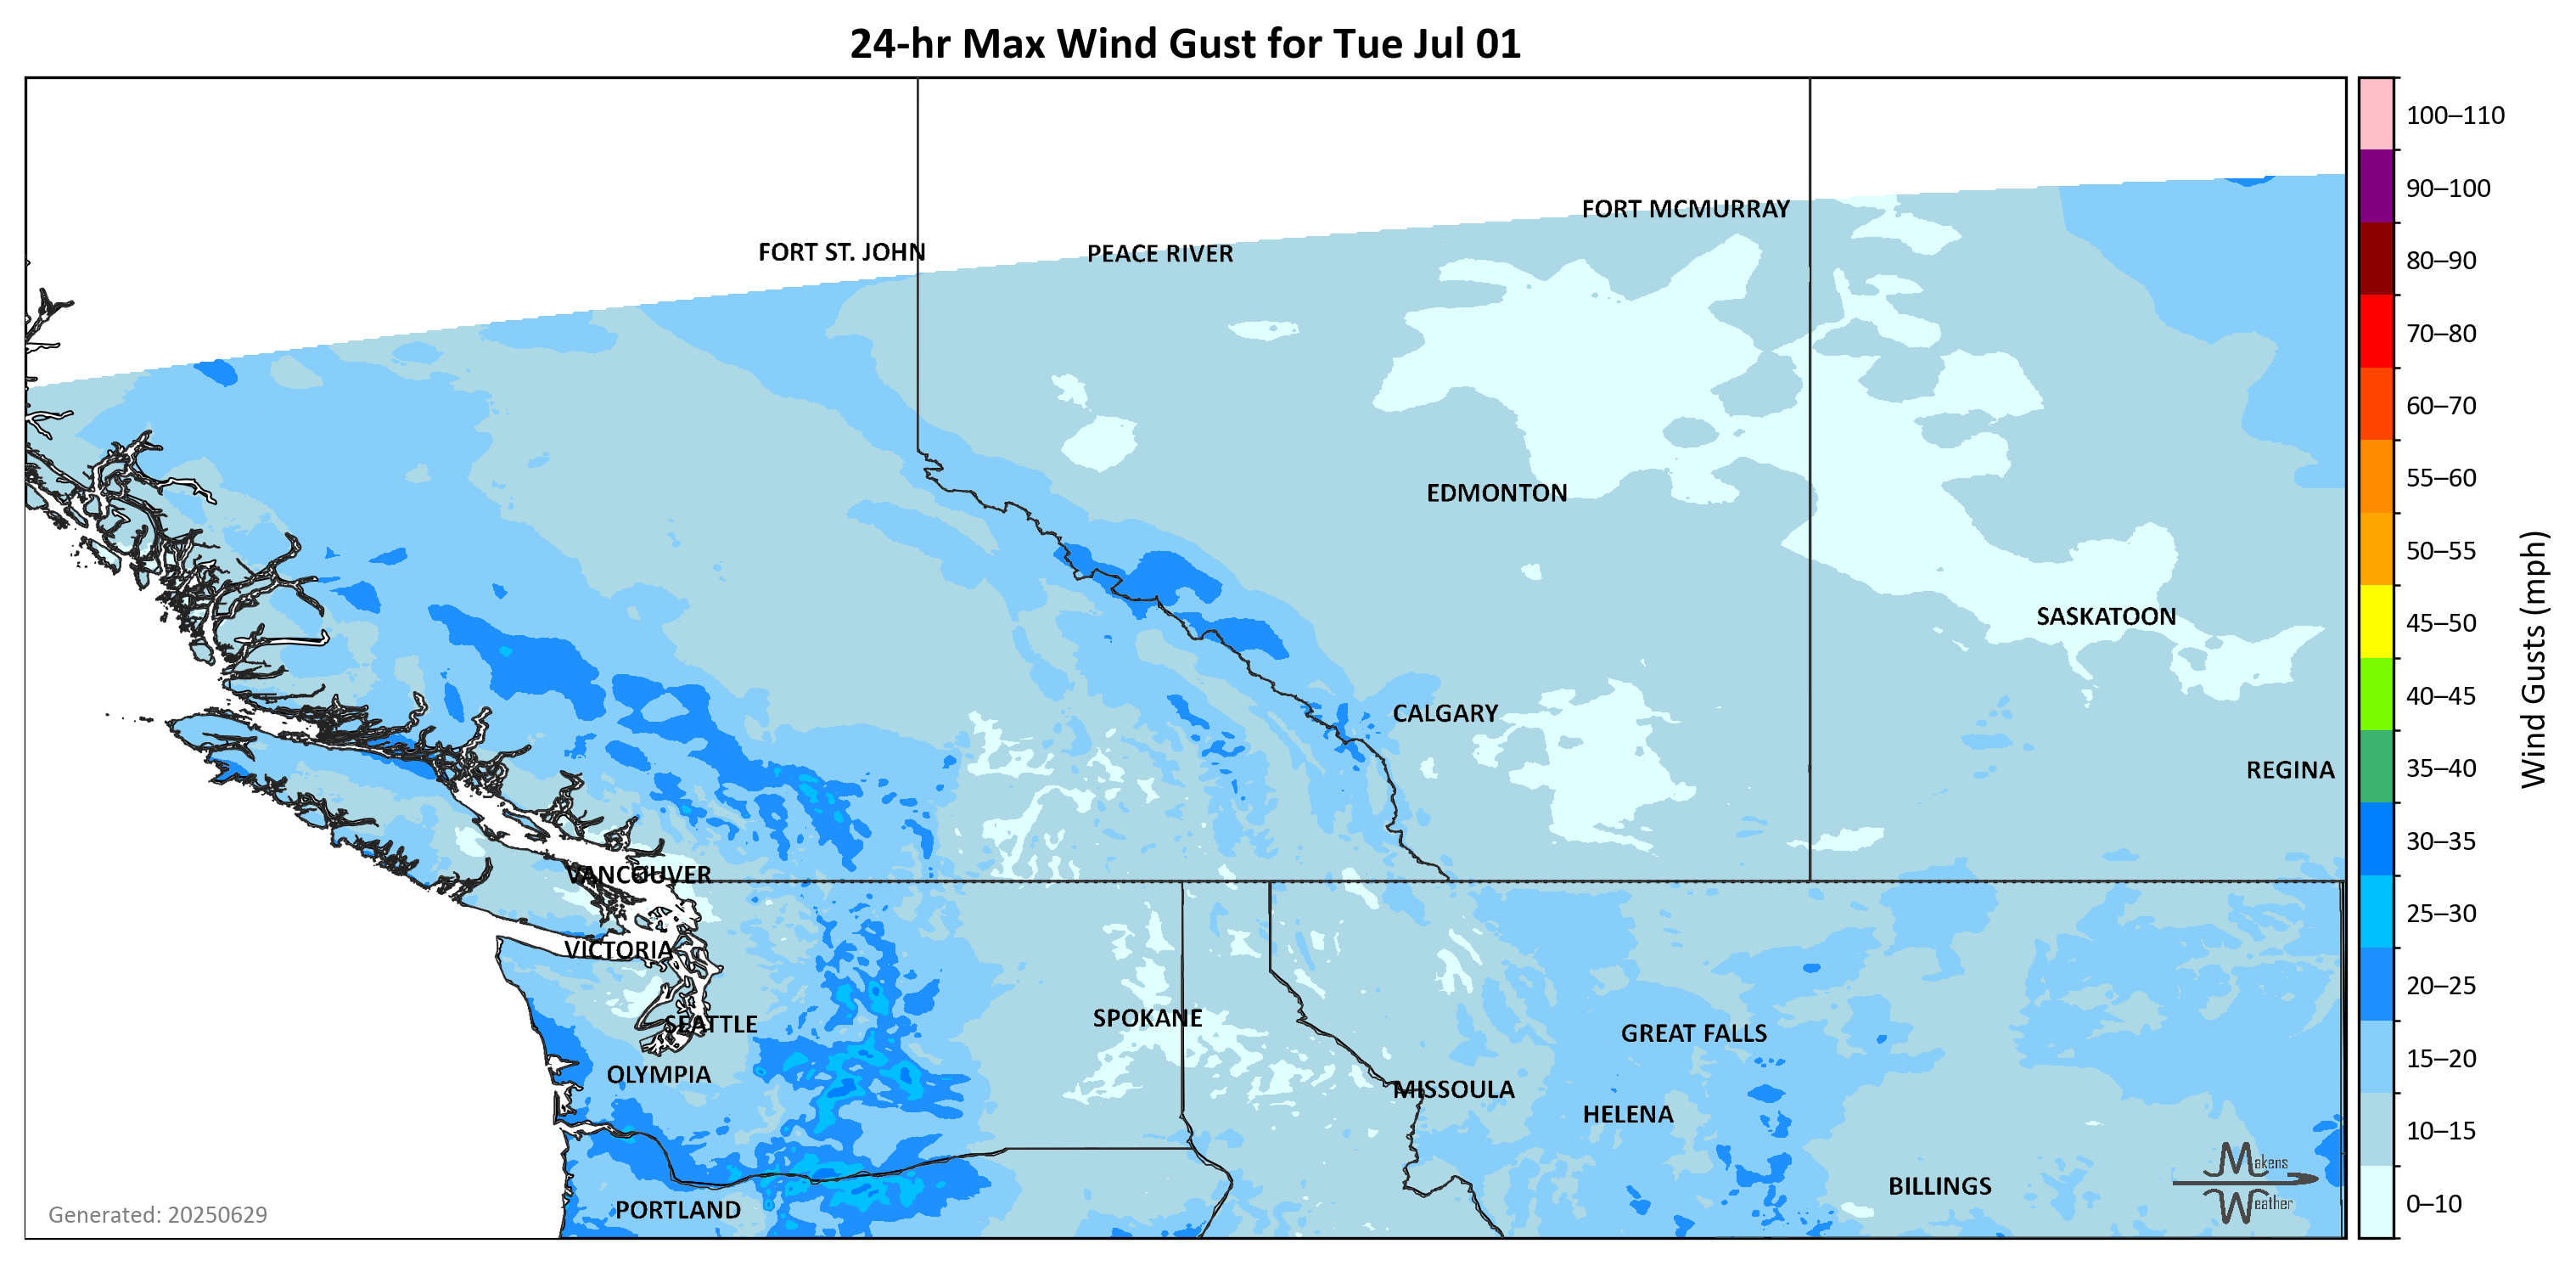 24-hr Max Wind Gust for Tue Jul 01
FORT MCMURRAY
FORT ST. JOHN
PEACE RIVER
EDMONTON
SASKATOON
CALGARY
REGINA
VANCOUVER
VICTORIA
SEATTLE
SPOKANE
GREAT FALLS
OLYMPIA
MISSOULA
HELENA
BILLINGS
PORTLAND
Makens
Weather
Generated: 20250629
100–110
90–100
80–90
70–80
60–70
55–60
50–55
45–50
40–45
35–40
30–35
25–30
20–25
15–20
10–15
0–10
Wind Gusts (mph)